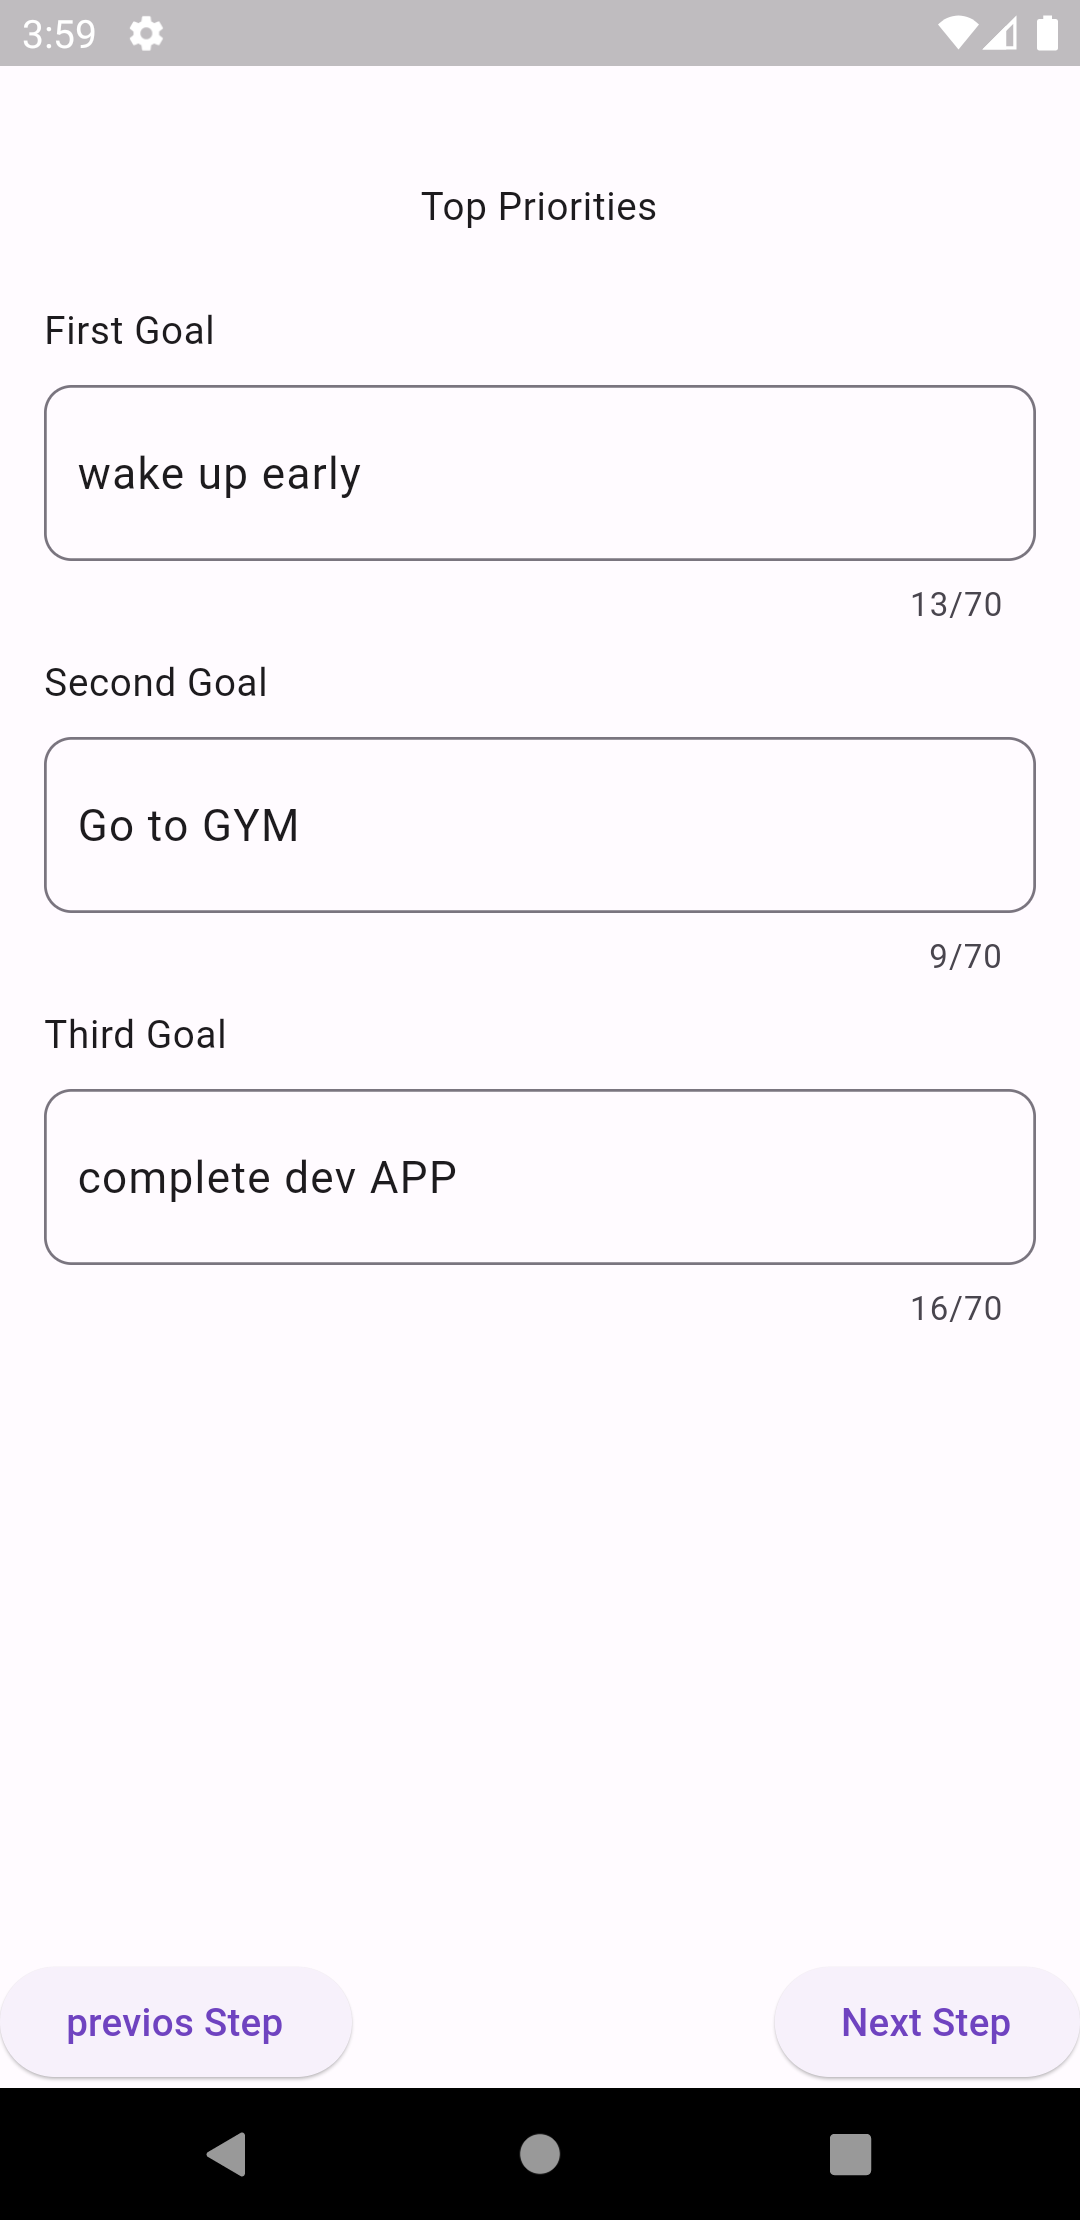 3:59
Top Priorities
First Goal
wake up early
13/70
Second Goal
Go to GYM
9/70
Third Goal
complete dev APP
16/70
previos Step
Next Step